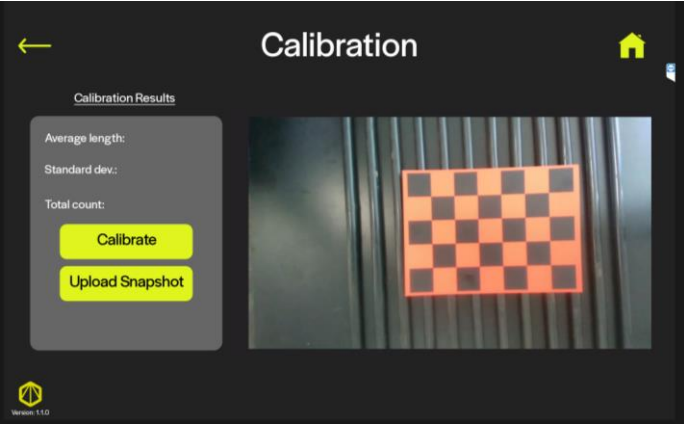 Calibration
Calibration Results
Average length:
Standard dev.:
Total count:
Calibrate
Upload Snapshot
Version: 1.1.0